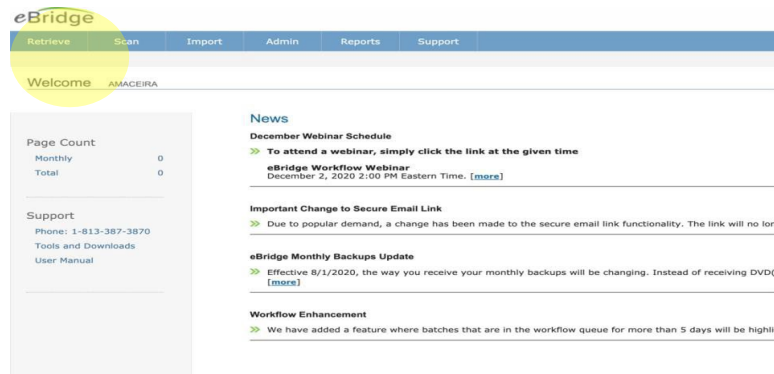 eBridge
Retrieve Scan Import Admin Reports Support
Welcome AMACEIRA
Page Count
Monthly 0
Total 0
Support
Phone: 1-813-387-3870
Tools and Downloads
User Manual
News
December Webinar Schedule
To attend a webinar, simply click the link at the given time
eBridge Workflow Webinar
December 2, 2020 2:00 PM Eastern Time. [more]
Important Change to Secure Email Link
Due to popular demand, a change has been made to the secure email link functionality. The link will no lon
eBridge Monthly Backups Update
Effective 8/1/2020, the way you receive your monthly backups will be changing. Instead of receiving DVD(
[more]
Workflow Enhancement
We have added a feature where batches that are in the workflow queue for more than 5 days will be highli